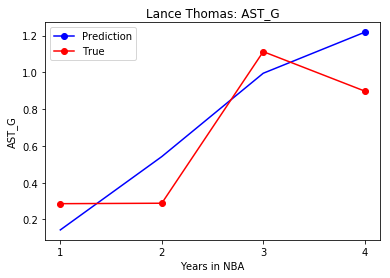 Lance Thomas: AST_G
Prediction
True
AST_G
1.2
1.0
0.8
0.6
0.4
0.2
1
2
3
4
Years in NBA